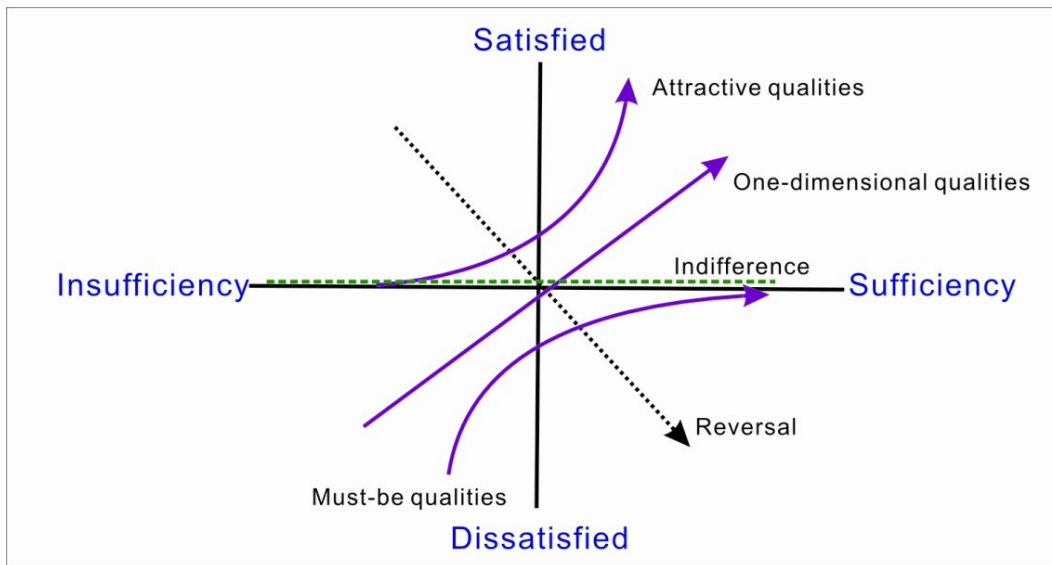 Satisfied
Attractive qualities
One-dimensional qualities
Indifference
Insufficiency
Sufficiency
Reversal
Must-be qualities
Dissatisfied